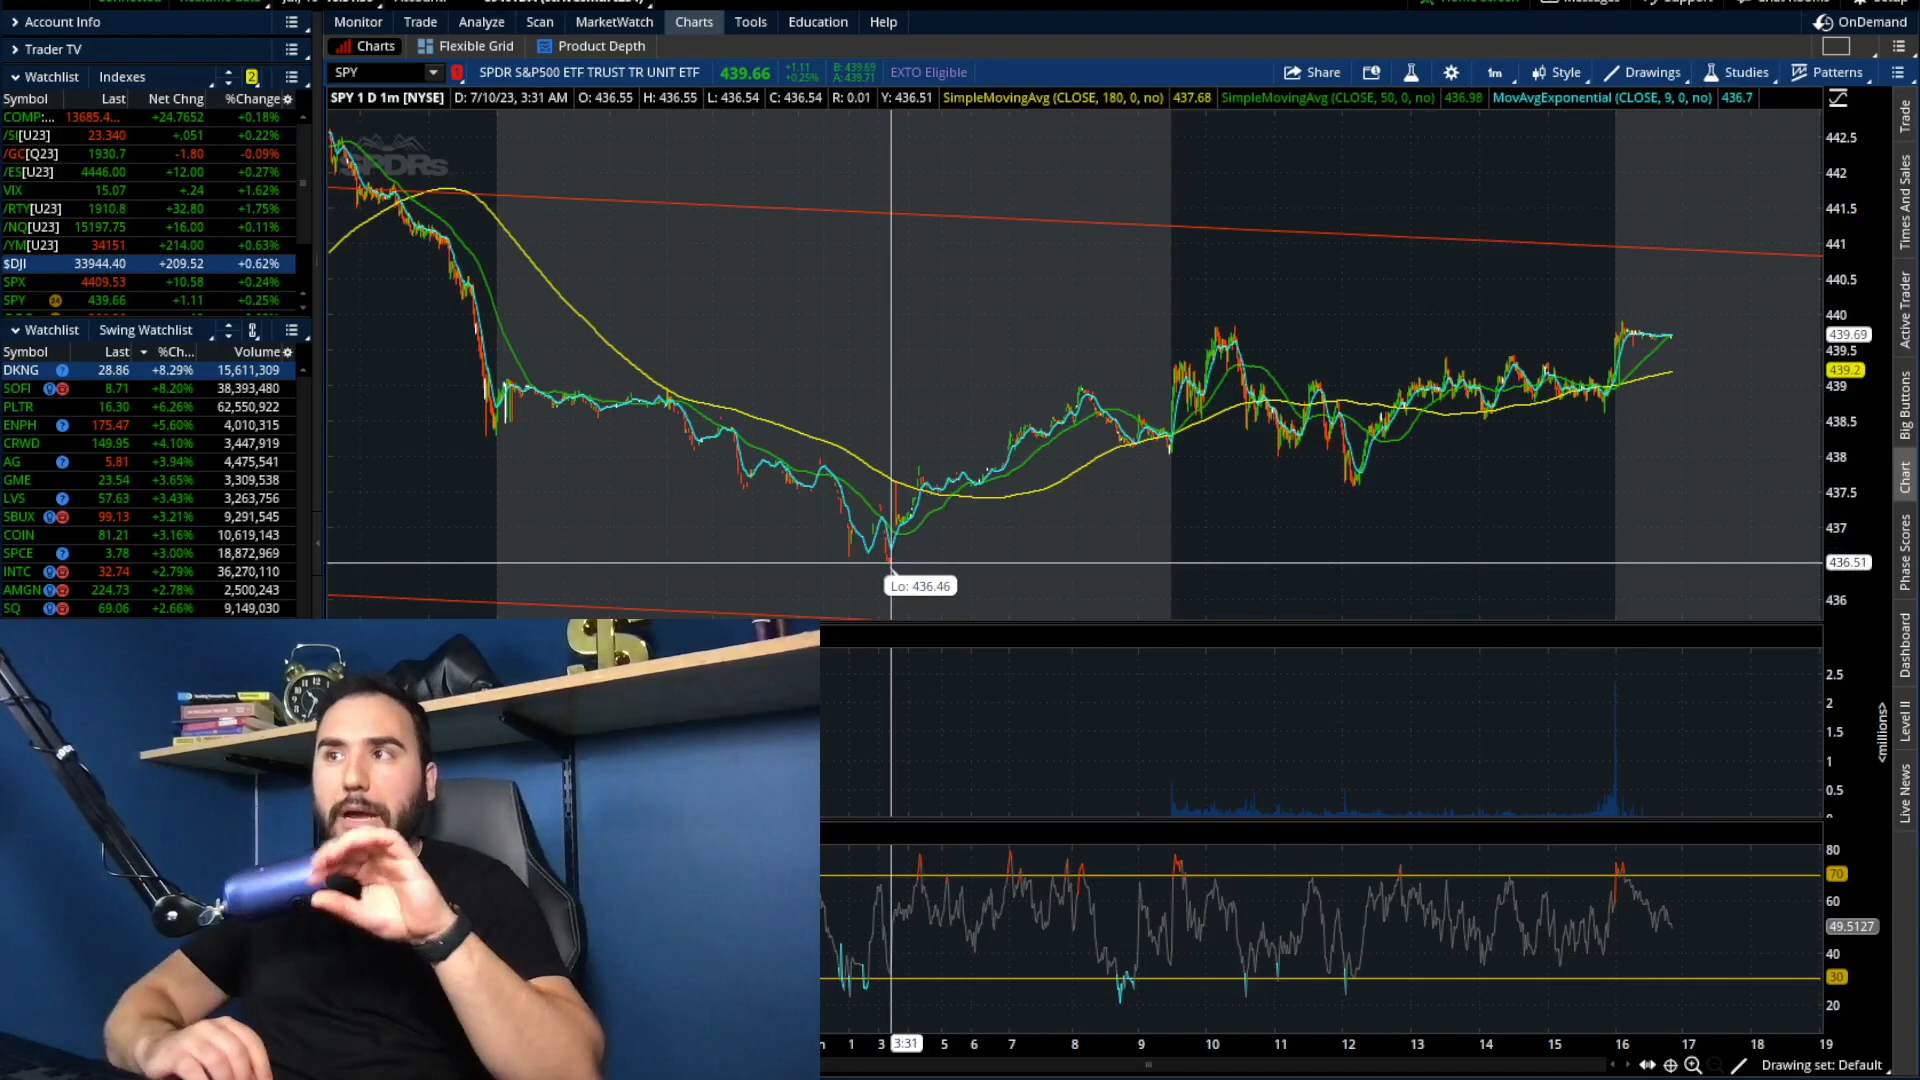 Account Info
Trader TV
Watchlist Indexes 2
Symbol Last Net Chng %Change
COMP:... 13685.4... +24.7652 +0.18%
/SI[U23] 23.340 +.051 +0.22%
/GC[Q23] 1930.7 -1.80 -0.09%
/ES[U23] 4446.00 +12.00 +0.27%
VIX 15.07 +.24 +1.62%
/RTY[U23] 1910.8 +32.80 +1.75%
/NQ[U23] 15197.75 +16.00 +0.11%
/YM[U23] 34151 +214.00 +0.63%
$DJI 33944.40 +209.52 +0.62%
SPX 4409.53 +10.58 +0.24%
SPY 24 439.66 +1.11 +0.25%
Watchlist Swing Watchlist
Symbol Last %Ch... Volume
DKNG 28.86 +8.29% 15,611,309
SOFI 8.71 +8.20% 38,393,480
PLTR 16.30 +6.26% 62,550,922
ENPH 175.47 +5.60% 4,010,315
CRWD 149.95 +4.10% 3,447,919
AG 5.81 +3.94% 4,475,541
GME 23.54 +3.65% 3,309,538
LVS 57.63 +3.43% 3,263,756
SBUX 99.13 +3.21% 9,291,545
COIN 81.21 +3.16% 10,619,143
SPCE 3.78 +3.00% 18,872,969
INTC 32.74 +2.79% 36,270,110
AMGN 224.73 +2.78% 2,500,243
SQ 69.06 +2.66% 9,149,030
Monitor Trade Analyze Scan MarketWatch Charts Tools Education Help
OnDemand
Charts Flexible Grid Product Depth
SPY SPDR S&P500 ETF TRUST TR UNIT ETF 439.66 +1.11 +0.25% B: 439.69 A: 439.71 EXTO Eligible
Share 1m Style Drawings Studies Patterns
SPY 1 D 1m [NYSE] D: 7/10/23, 3:31 AM O: 436.55 H: 436.55 L: 436.54 C: 436.54 R: 0.01 Y: 436.51 SimpleMovingAvg (CLOSE, 180, 0, no) 437.68 SimpleMovingAvg (CLOSE, 50, 0, no) 436.98 MovAvgExponential (CLOSE, 9, 0, no) 436.7
SPDRs
442.5
442
441.5
441
440.5
440
439.69
439.5
439.2
439
438.5
438
437.5
437
436.51
436
Lo: 436.46
2.5
2
1.5
1
0.5
0
<millions>
80
70
60
49.5127
40
30
20
1 3 3:31 5 6 7 8 9 10 11 12 13 14 15 16 17 18 19
Drawing set: Default
Trade
Times And Sales
Active Trader
Big Buttons
Chart
Phase Scores
Dashboard
Level II
Live News